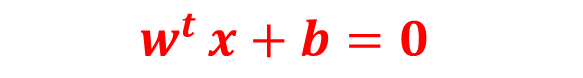 wᵗ x + b = 0